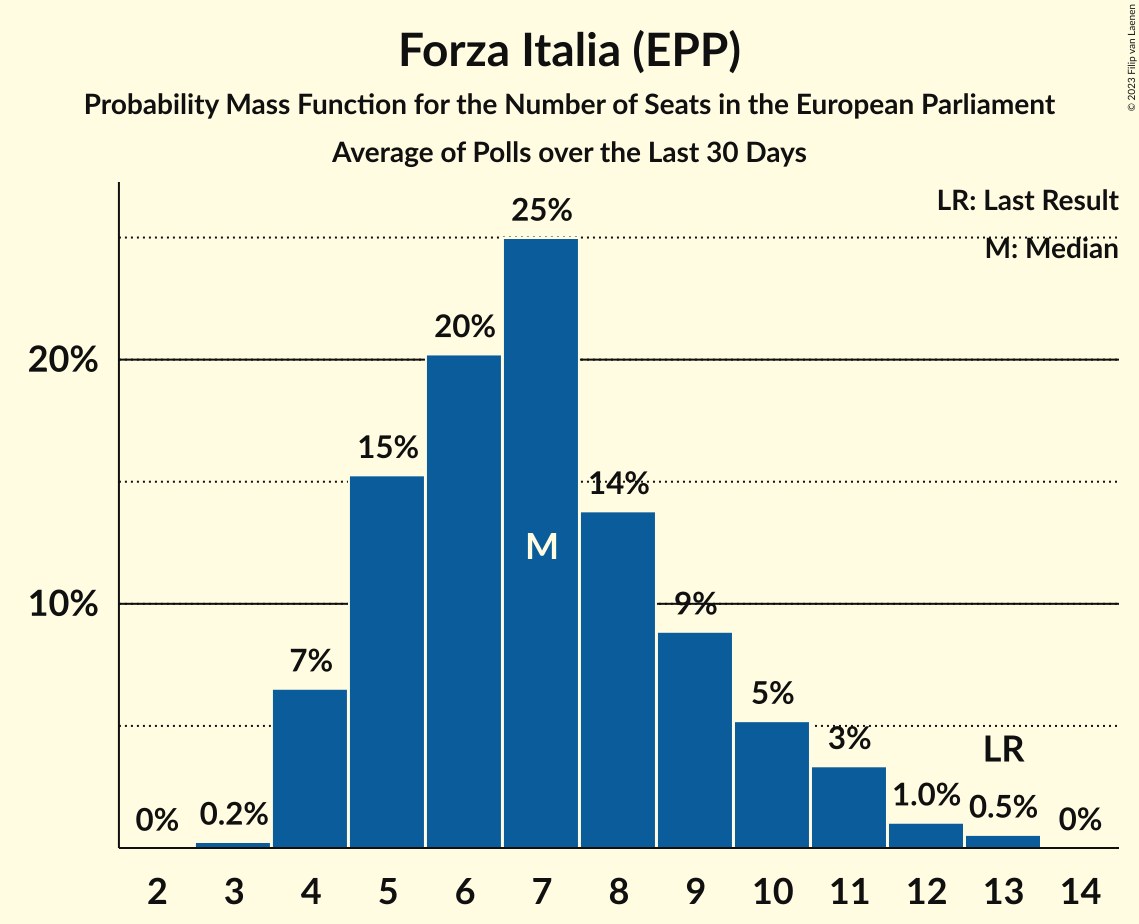 Forza Italia (EPP)
Probability Mass Function for the Number of Seats in the European Parliament
Average of Polls over the Last 30 Days
© 2023 Filip van Laenen
LR: Last Result
M: Median
25%
20%
20%
15%
14%
M
10%
9%
7%
5%
3%
LR
1.0%
0.5%
0.2%
0%
0%
2 3 4 5 6 7 8 9 10 11 12 13 14